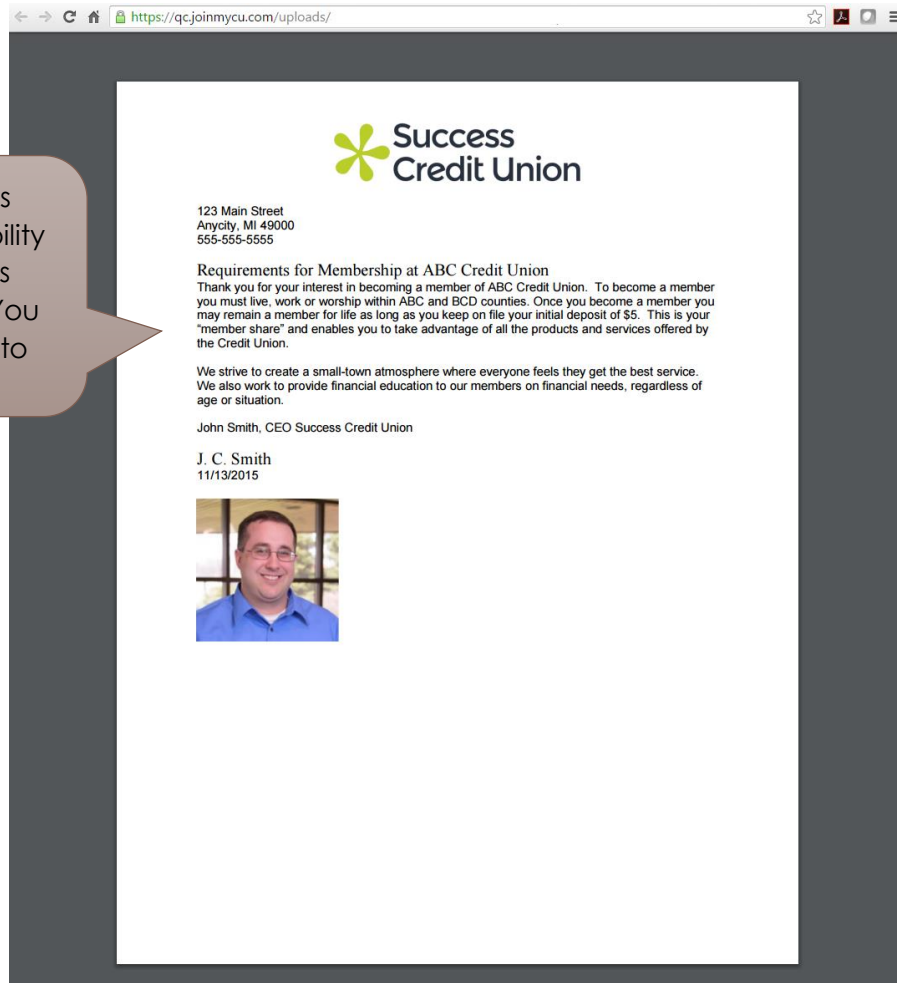 https://qc.joinmycu.com/uploads/
Success
Credit Union
s
bility
s
You
to
123 Main Street
Anycity, MI 49000
555-555-5555
Requirements for Membership at ABC Credit Union
Thank you for your interest in becoming a member of ABC Credit Union. To become a member
you must live, work or worship within ABC and BCD counties. Once you become a member you
may remain a member for life as long as you keep on file your initial deposit of $5. This is your
“member share” and enables you to take advantage of all the products and services offered by
the Credit Union.
We strive to create a small-town atmosphere where everyone feels they get the best service.
We also work to provide financial education to our members on financial needs, regardless of
age or situation.
John Smith, CEO Success Credit Union
J. C. Smith
11/13/2015